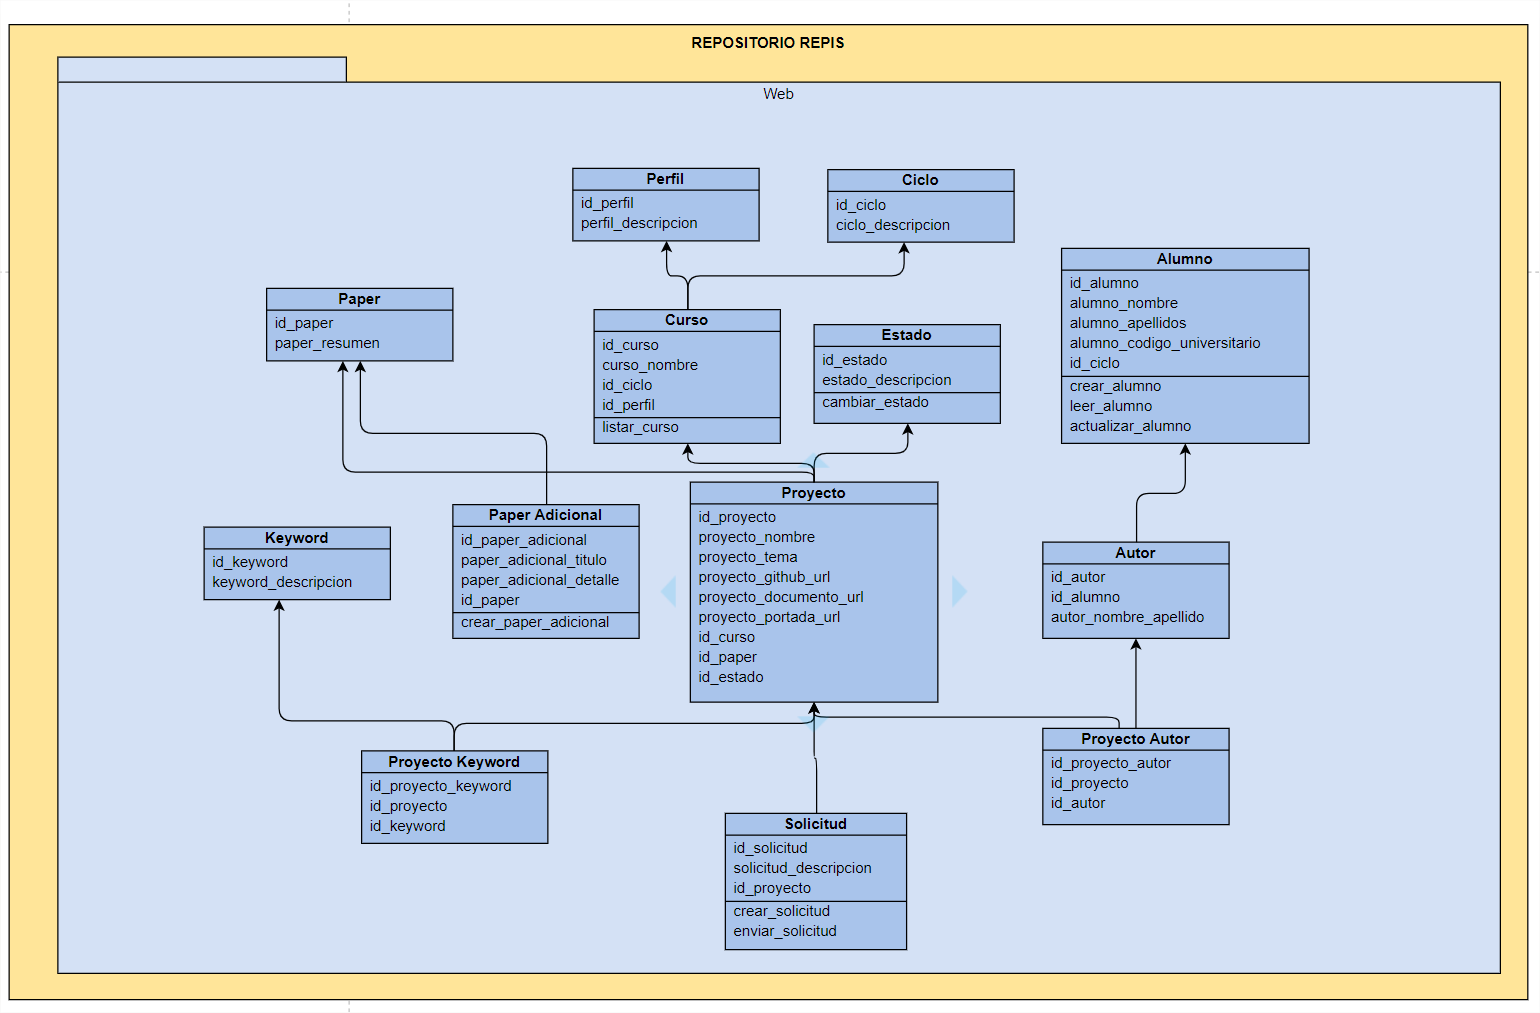 REPOSITORIO REPIS
Web
Perfil
id_perfil
perfil_descripcion
Ciclo
id_ciclo
ciclo_descripcion
Alumno
id_alumno
alumno_nombre
alumno_apellidos
alumno_codigo_universitario
id_ciclo
crear_alumno
leer_alumno
actualizar_alumno
Paper
id_paper
paper_resumen
Curso
id_curso
curso_nombre
id_ciclo
id_perfil
listar_curso
Estado
id_estado
estado_descripcion
cambiar_estado
Keyword
id_keyword
keyword_descripcion
Paper Adicional
id_paper_adicional
paper_adicional_titulo
paper_adicional_detalle
id_paper
crear_paper_adicional
Proyecto
id_proyecto
proyecto_nombre
proyecto_tema
proyecto_github_url
proyecto_documento_url
proyecto_portada_url
id_curso
id_paper
id_estado
Autor
id_autor
id_alumno
autor_nombre_apellido
Proyecto Keyword
id_proyecto_keyword
id_proyecto
id_keyword
Solicitud
id_solicitud
solicitud_descripcion
id_proyecto
crear_solicitud
enviar_solicitud
Proyecto Autor
id_proyecto_autor
id_proyecto
id_autor